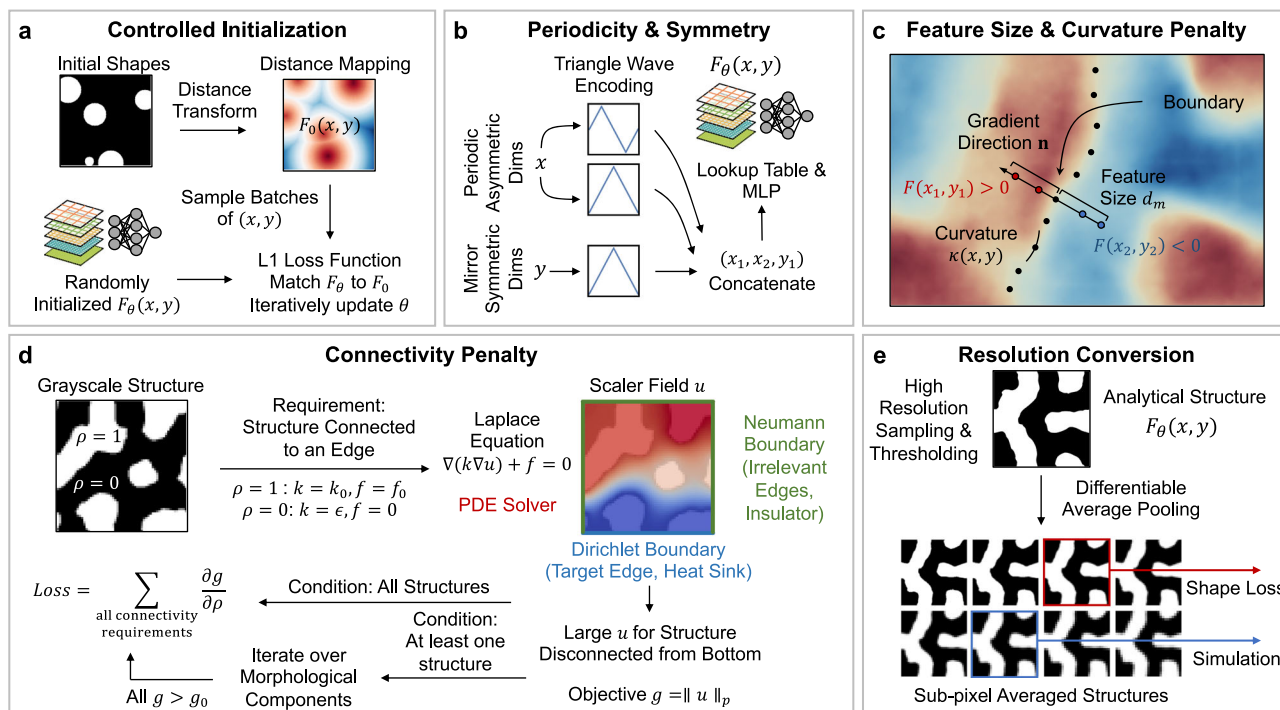 a
Controlled Initialization
Initial Shapes
Distance
Transform
Distance Mapping
F₀(x, y)
Sample Batches
of (x, y)
Randomly
Initialized F_θ(x, y)
L1 Loss Function
Match F_θ to F₀
Iteratively update θ
b
Periodicity & Symmetry
Triangle Wave
Encoding
F_θ(x, y)
Periodic
Asymmetric
Dims
x
Lookup Table &
MLP
Mirror
Symmetric
Dims
y
(x₁, x₂, y₁)
Concatenate
c
Feature Size & Curvature Penalty
Boundary
Gradient
Direction n
F(x₁, y₁) > 0
Feature
Size d_m
F(x₂, y₂) < 0
Curvature
κ(x, y)
d
Connectivity Penalty
Grayscale Structure
ρ = 1
ρ = 0
Requirement:
Structure Connected
to an Edge
ρ = 1 : k = k₀, f = f₀
ρ = 0: k = ϵ, f = 0
Laplace
Equation
∇(k∇u) + f = 0
PDE Solver
Scaler Field u
Neumann
Boundary
(Irrelevant
Edges,
Insulator)
Dirichlet Boundary
(Target Edge, Heat Sink)
Large u for Structure
Disconnected from Bottom
Objective g =‖ u ‖_p
Condition: All Structures
Condition:
At least one
structure
Iterate over
Morphological
Components
All g > g₀
Loss = ∑ ∂g/∂ρ
all connectivity
requirements
e
Resolution Conversion
High
Resolution
Sampling &
Thresholding
Analytical Structure
F_θ(x, y)
Differentiable
Average Pooling
Shape Loss
Simulation
Sub-pixel Averaged Structures